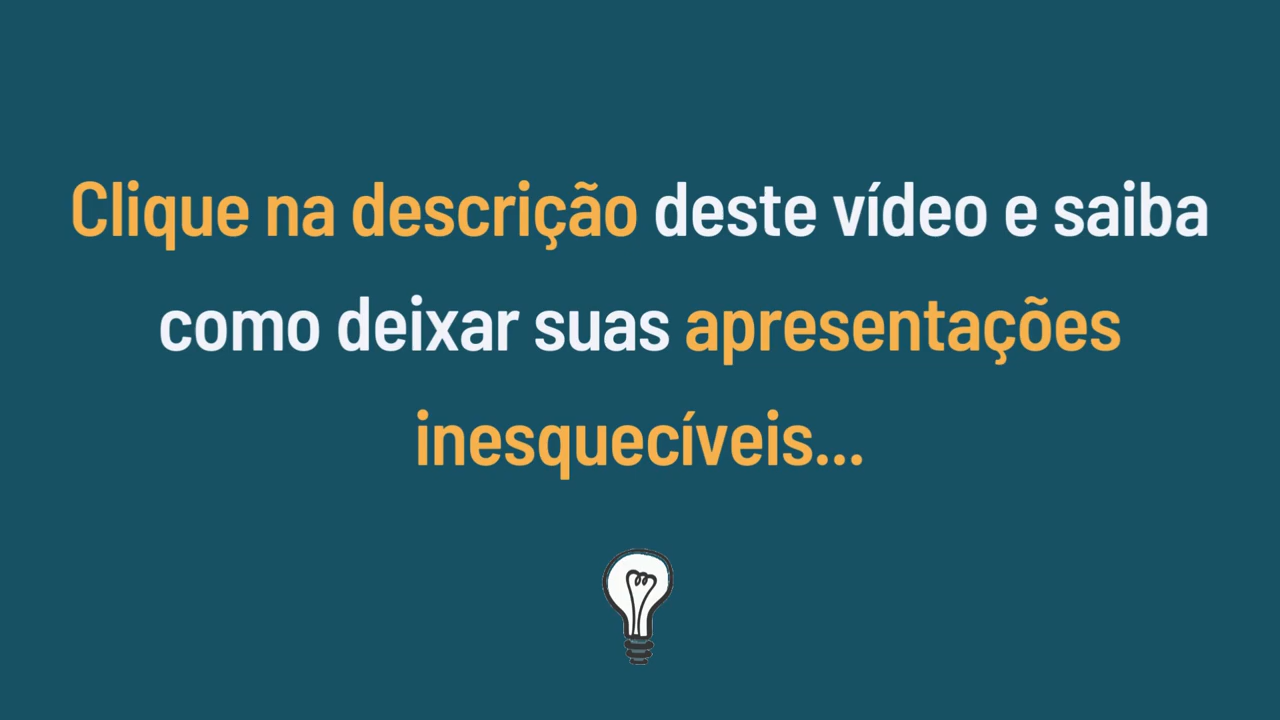 Clique na descrição deste vídeo e saiba
como deixar suas apresentações
inesquecíveis...